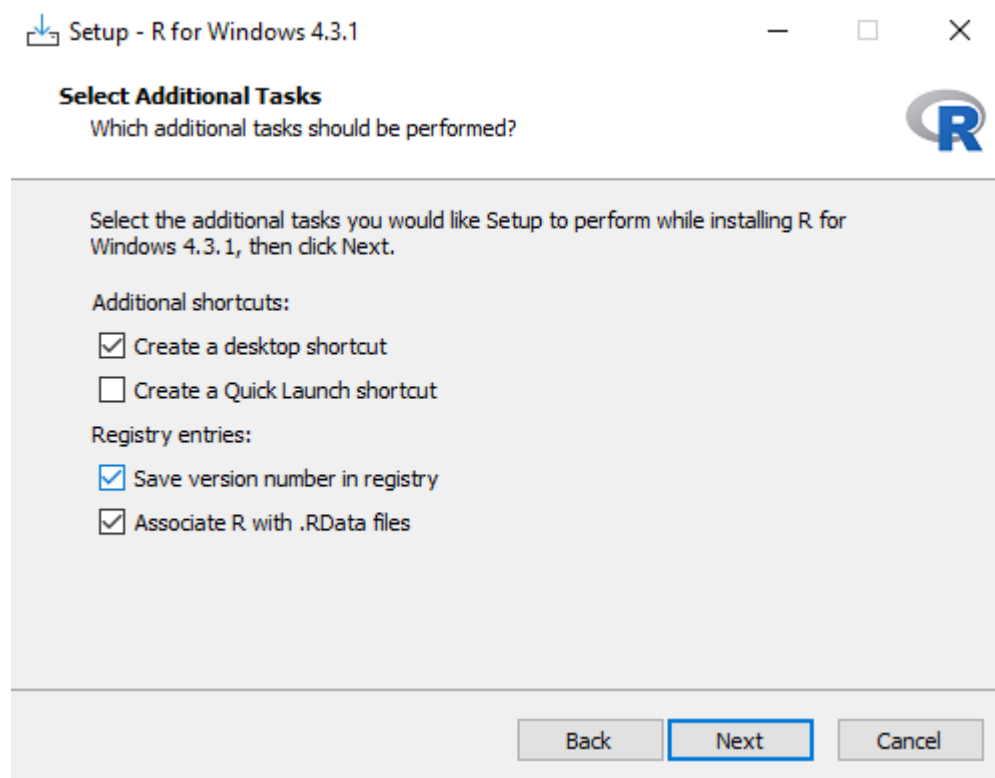 Setup - R for Windows 4.3.1
Select Additional Tasks
Which additional tasks should be performed?
R
Select the additional tasks you would like Setup to perform while installing R for
Windows 4.3.1, then click Next.
Additional shortcuts:
Create a desktop shortcut
Create a Quick Launch shortcut
Registry entries:
Save version number in registry
Associate R with .RData files
Back Next Cancel